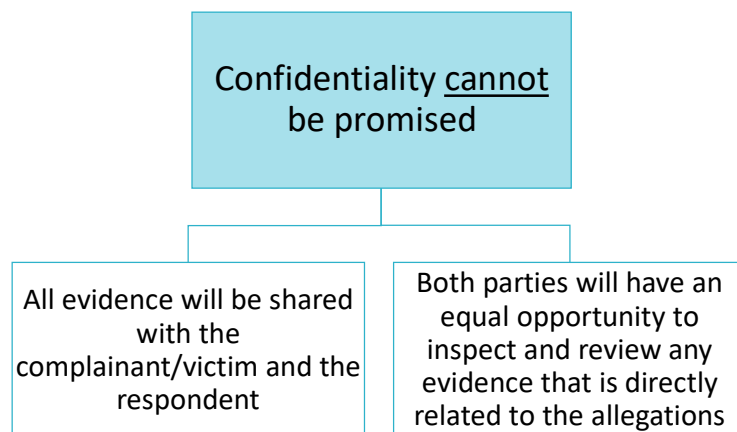 Confidentiality cannot
be promised
All evidence will be shared
with the
complainant/victim and the
respondent
Both parties will have an
equal opportunity to
inspect and review any
evidence that is directly
related to the allegations